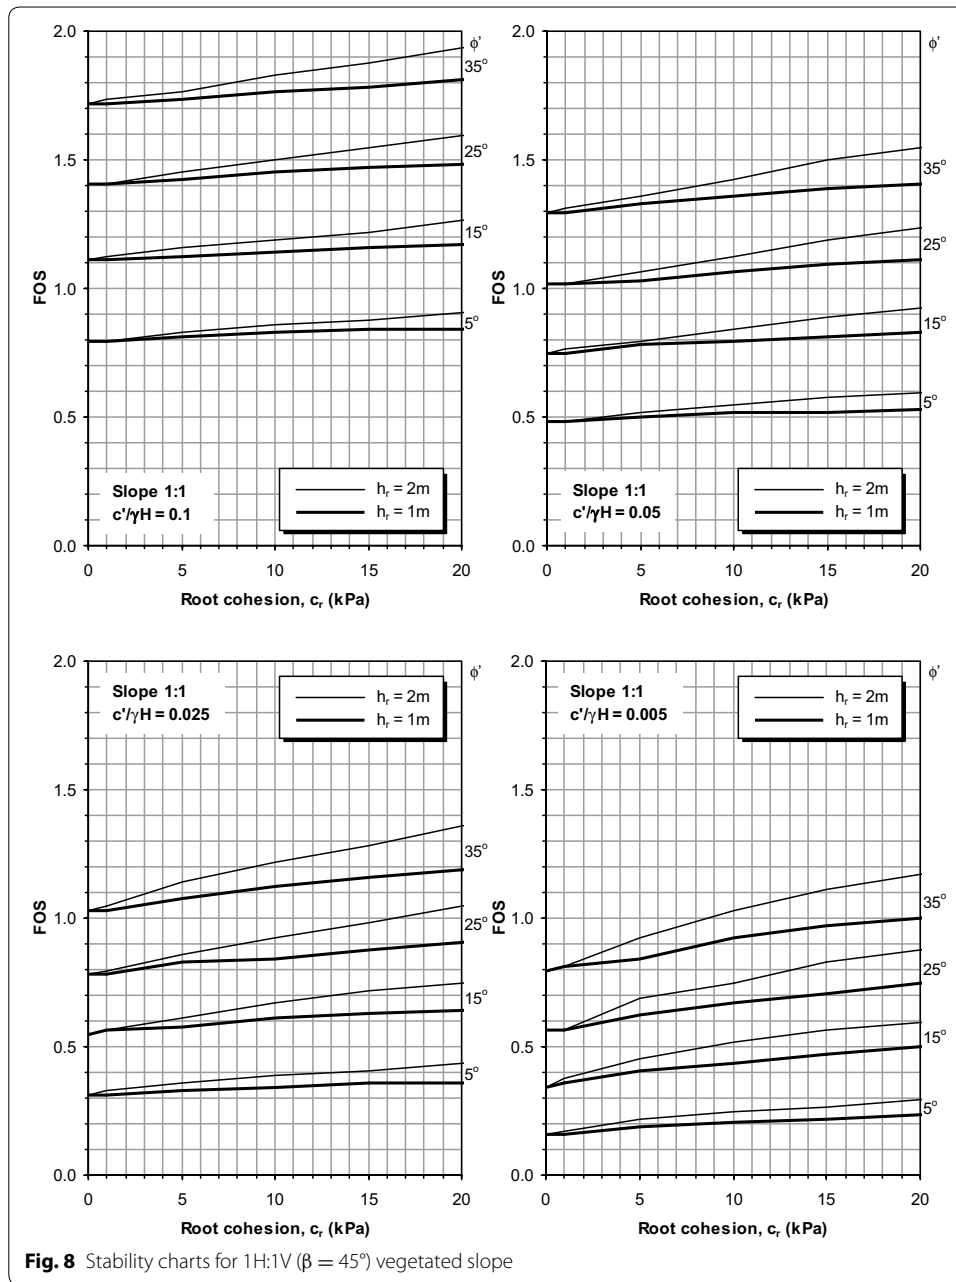 2.0
ϕ'
35°
1.5
25°
15°
1.0
FOS
5°
0.5
Slope 1:1
c'/γH = 0.1
hᵣ = 2m
hᵣ = 1m
0.0
0 5 10 15 20
Root cohesion, cᵣ (kPa)
2.0
ϕ'
1.5
35°
25°
1.0
FOS
15°
5°
0.5
Slope 1:1
c'/γH = 0.05
hᵣ = 2m
hᵣ = 1m
0.0
0 5 10 15 20
Root cohesion, cᵣ (kPa)
2.0
ϕ'
Slope 1:1
c'/γH = 0.025
hᵣ = 2m
hᵣ = 1m
1.5
35°
1.0
FOS
25°
15°
0.5
5°
0.0
0 5 10 15 20
Root cohesion, cᵣ (kPa)
2.0
ϕ'
Slope 1:1
c'/γH = 0.005
hᵣ = 2m
hᵣ = 1m
1.5
35°
1.0
FOS
25°
15°
0.5
5°
0.0
0 5 10 15 20
Root cohesion, cᵣ (kPa)
Fig. 8 Stability charts for 1H:1V (β = 45°) vegetated slope